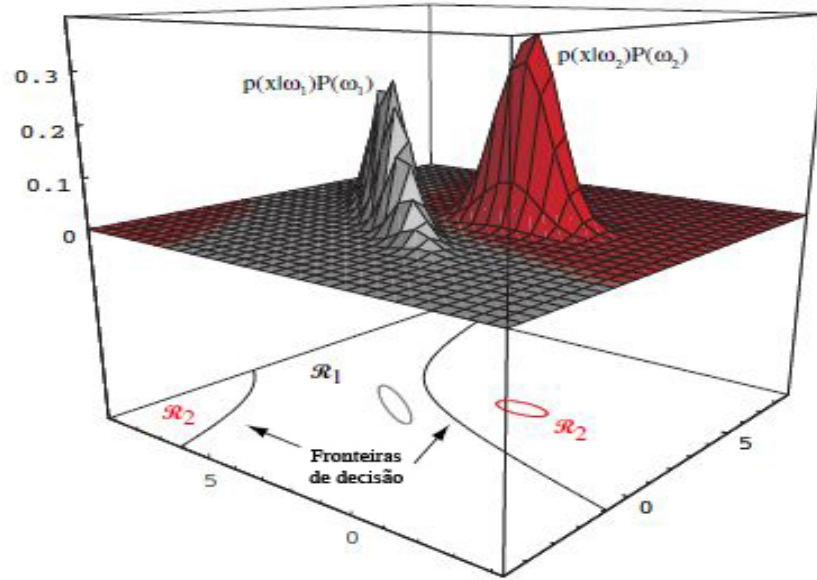 0.3
p(x|ω₁)P(ω₁)
p(x|ω₂)P(ω₂)
0.2
0.1
0
ℛ₁
ℛ₂
ℛ₂
Fronteiras
de decisão
5
0
0
5